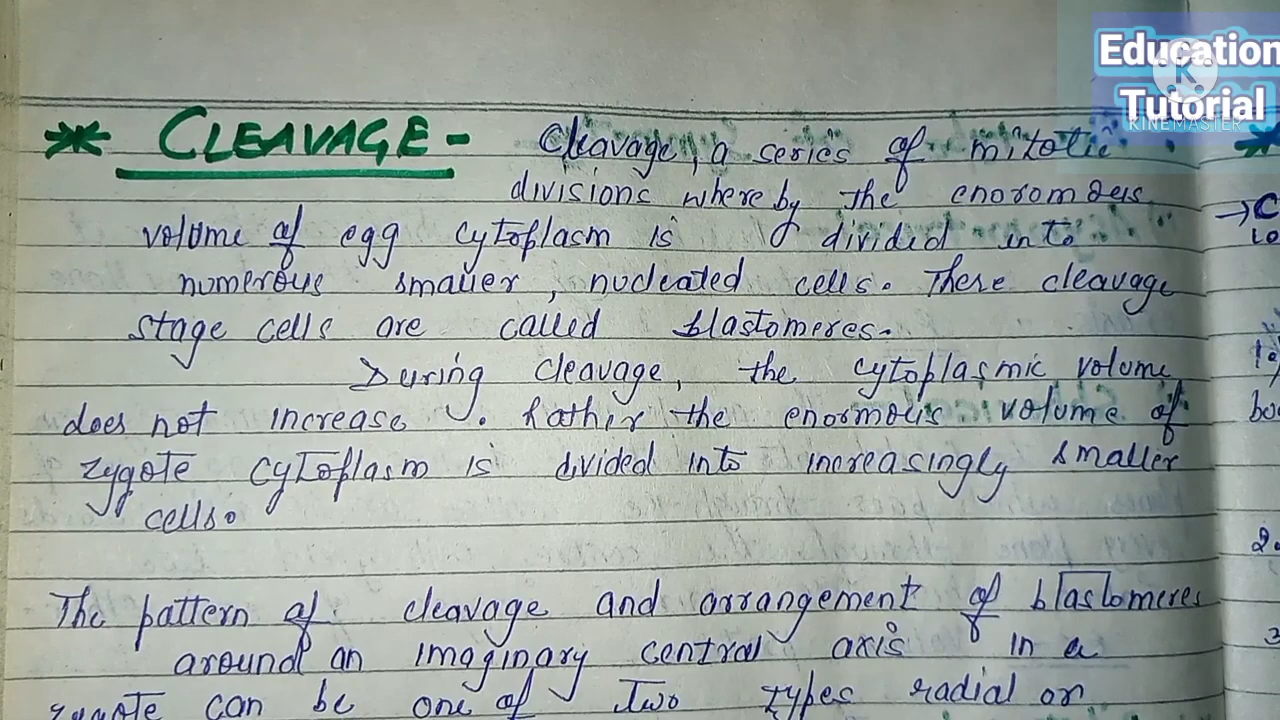 Education
Tutorial
KINEMASTER
* CLEAVAGE - Cleavage, a series of mitotic
divisions where by the enoromous
volume of egg cytoplasm is divided into
numerous smaller, nucleated cells. These cleavage
stage cells are called blastomeres.
During cleavage, the cytoplasmic volume
does not increase. Rather the enormous volume of
zygote cytoplasm is divided into increasingly smaller
cells.
The pattern of cleavage and arrangement of blastomeres
around an imaginary central axis in a
zygote can be one of Two types radial or